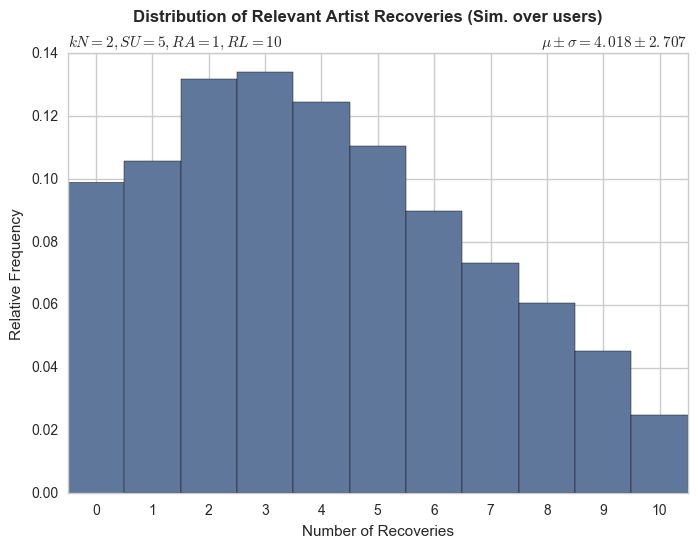 Distribution of Relevant Artist Recoveries (Sim. over users)
kN = 2, SU = 5, RA = 1, RL = 10
μ ± σ = 4.018 ± 2.707
0.14
0.12
0.10
0.08
0.06
0.04
0.02
0.00
Relative Frequency
0 1 2 3 4 5 6 7 8 9 10
Number of Recoveries